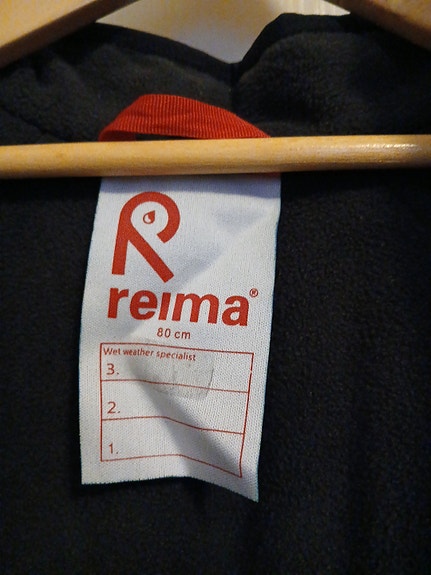 reima®
80 cm
Wet weather specialist
3.
2.
1.